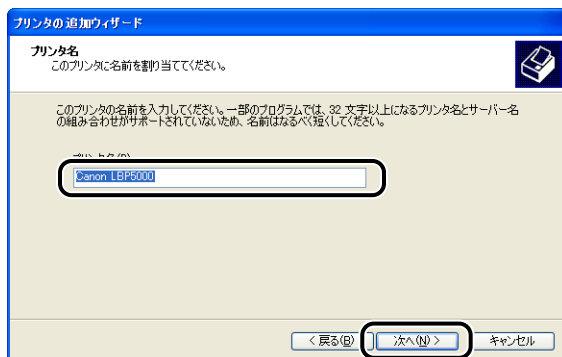 プリンタの追加ウィザード
プリンタ名
このプリンタに名前を割り当ててください。
このプリンタの名前を入力してください。一部のプログラムでは、32 文字以上になるプリンタ名とサーバー名
の組み合わせがサポートされていないため、名前はなるべく短くしてください。
Canon LBP5000
< 戻る(B) 次へ(N) > キャンセル